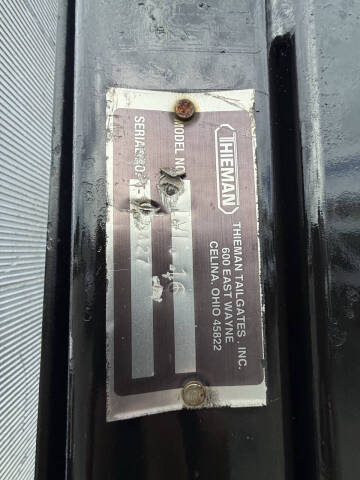 THIEMAN
THIEMAN TAILGATES, INC.
600 EAST WAYNE
CELINA, OHIO 45822
MODEL NO.
SERIAL NO.